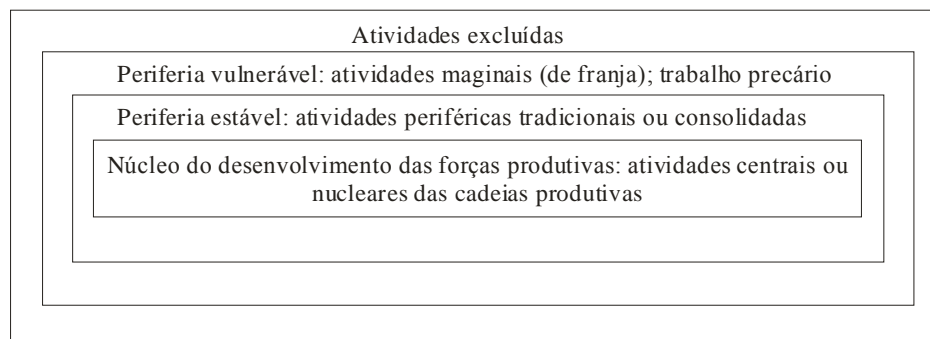 Atividades excluídas
Periferia vulnerável: atividades maginais (de franja); trabalho precário
Periferia estável: atividades periféricas tradicionais ou consolidadas
Núcleo do desenvolvimento das forças produtivas: atividades centrais ou
nucleares das cadeias produtivas